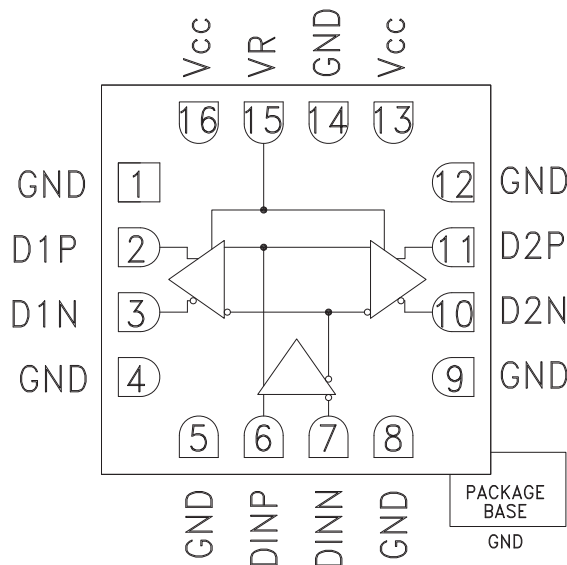 Vcc VR GND Vcc
16 15 14 13
GND 1 12 GND
D1P 2 11 D2P
D1N 3 10 D2N
GND 4 9 GND
5 6 7 8
GND DINP DINN GND
PACKAGE
BASE
GND